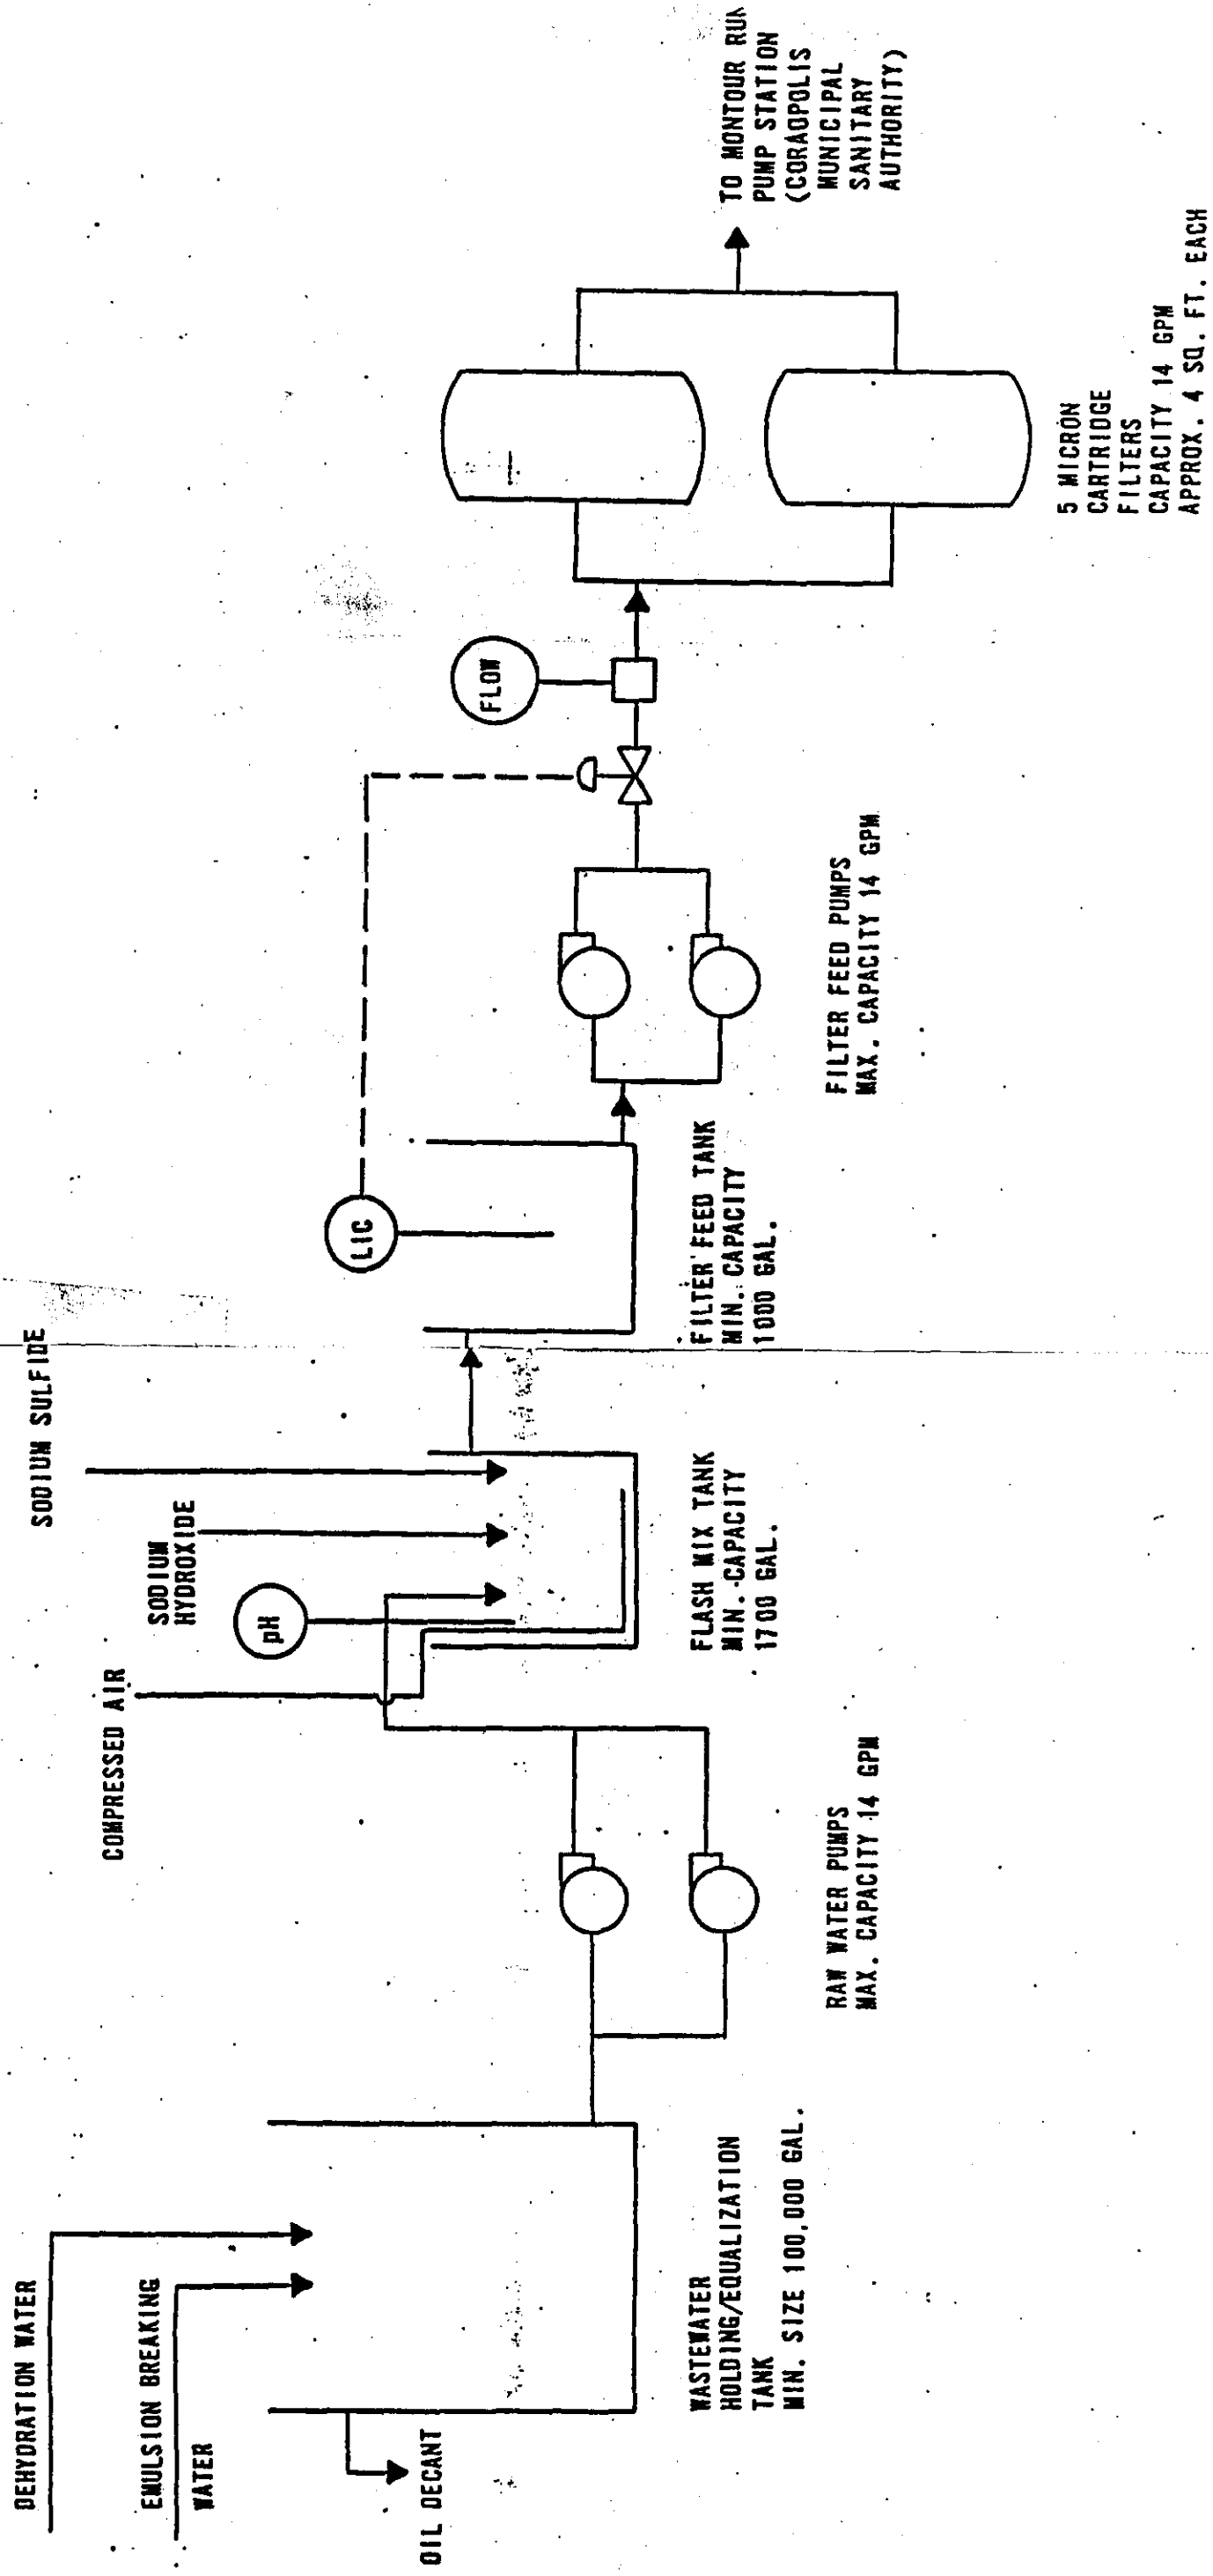 DEHYDRATION WATER
EMULSION BREAKING
WATER
OIL DECANT
WASTEWATER
HOLDING/EQUALIZATION
TANK
MIN. SIZE 100,000 GAL.
RAW WATER PUMPS
MAX. CAPACITY 14 GPM
COMPRESSED AIR
pH
SODIUM
HYDROXIDE
SODIUM SULFIDE
FLASH MIX TANK
MIN. CAPACITY
1700 GAL.
LIC
FILTER FEED TANK
MIN. CAPACITY
1000 GAL.
FILTER FEED PUMPS
MAX. CAPACITY 14 GPM
FLOW
5 MICRON
CARTRIDGE
FILTERS
CAPACITY 14 GPM
APPROX. 4 SQ. FT. EACH
TO MONTOUR RUN
PUMP STATION
(CORAOPOLIS
MUNICIPAL
SANITARY
AUTHORITY)